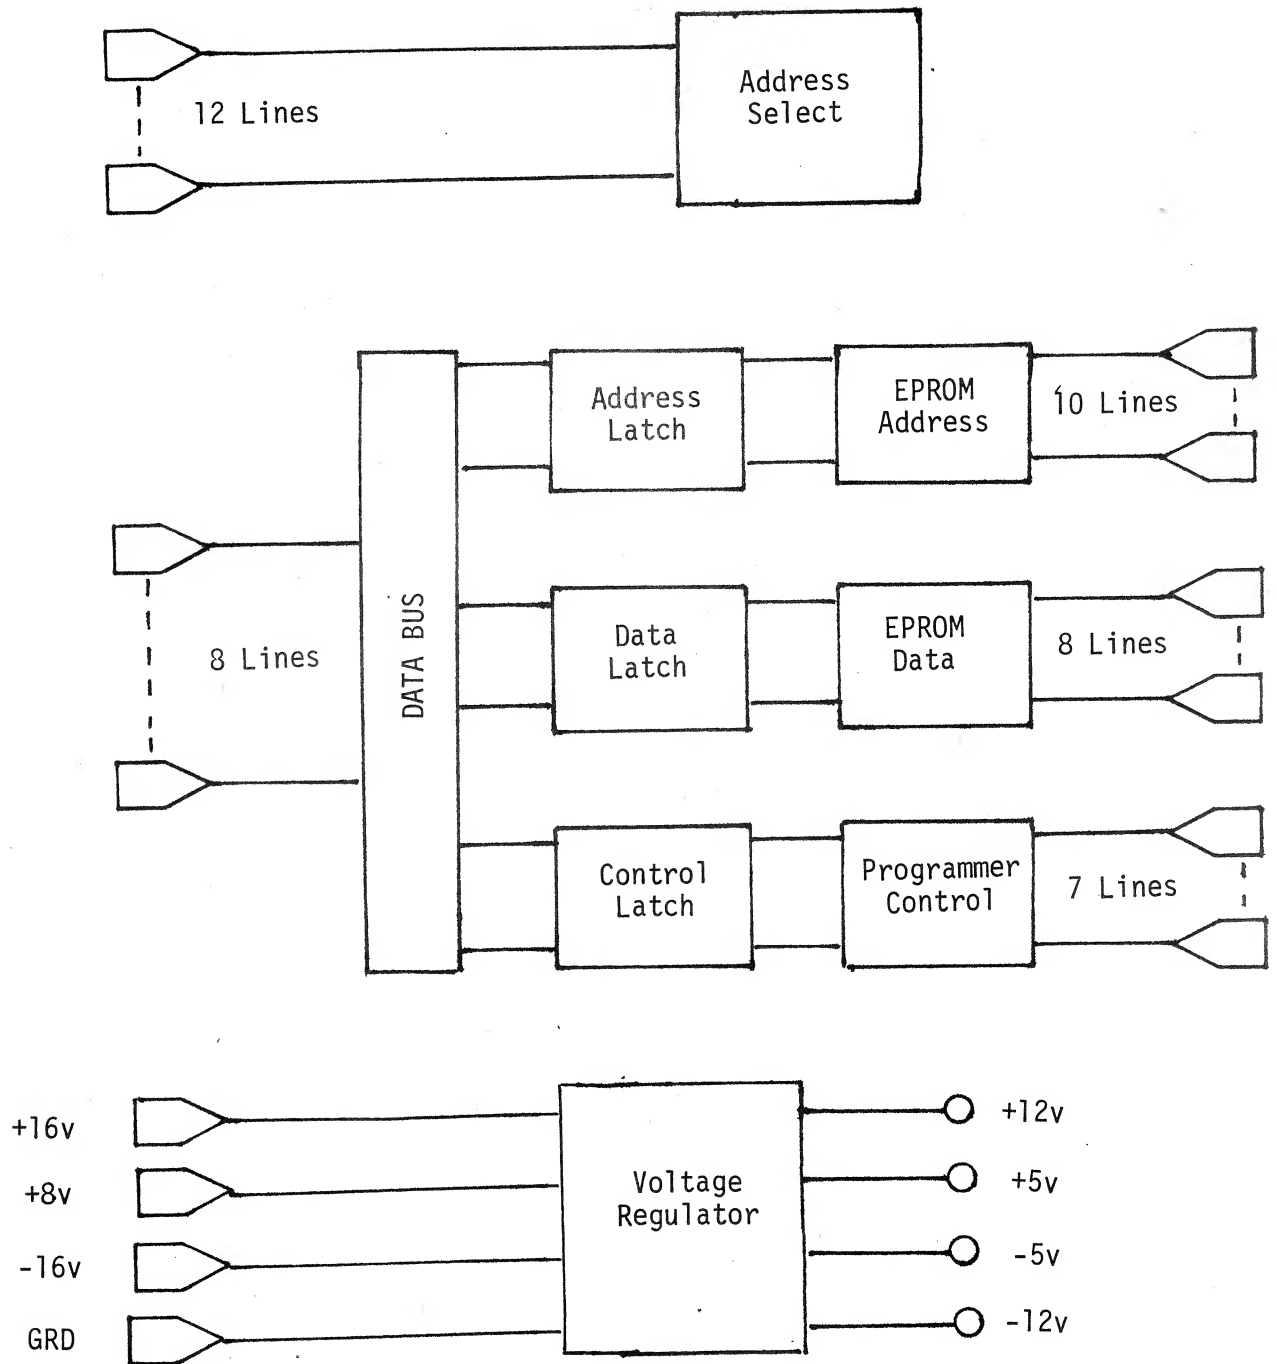 Address
Select
12 Lines
Address
Latch
EPROM
Address
10 Lines
DATA BUS
8 Lines
Data
Latch
EPROM
Data
8 Lines
Control
Latch
Programmer
Control
7 Lines
+16v
+8v
-16v
GRD
Voltage
Regulator
+12v
+5v
-5v
-12v